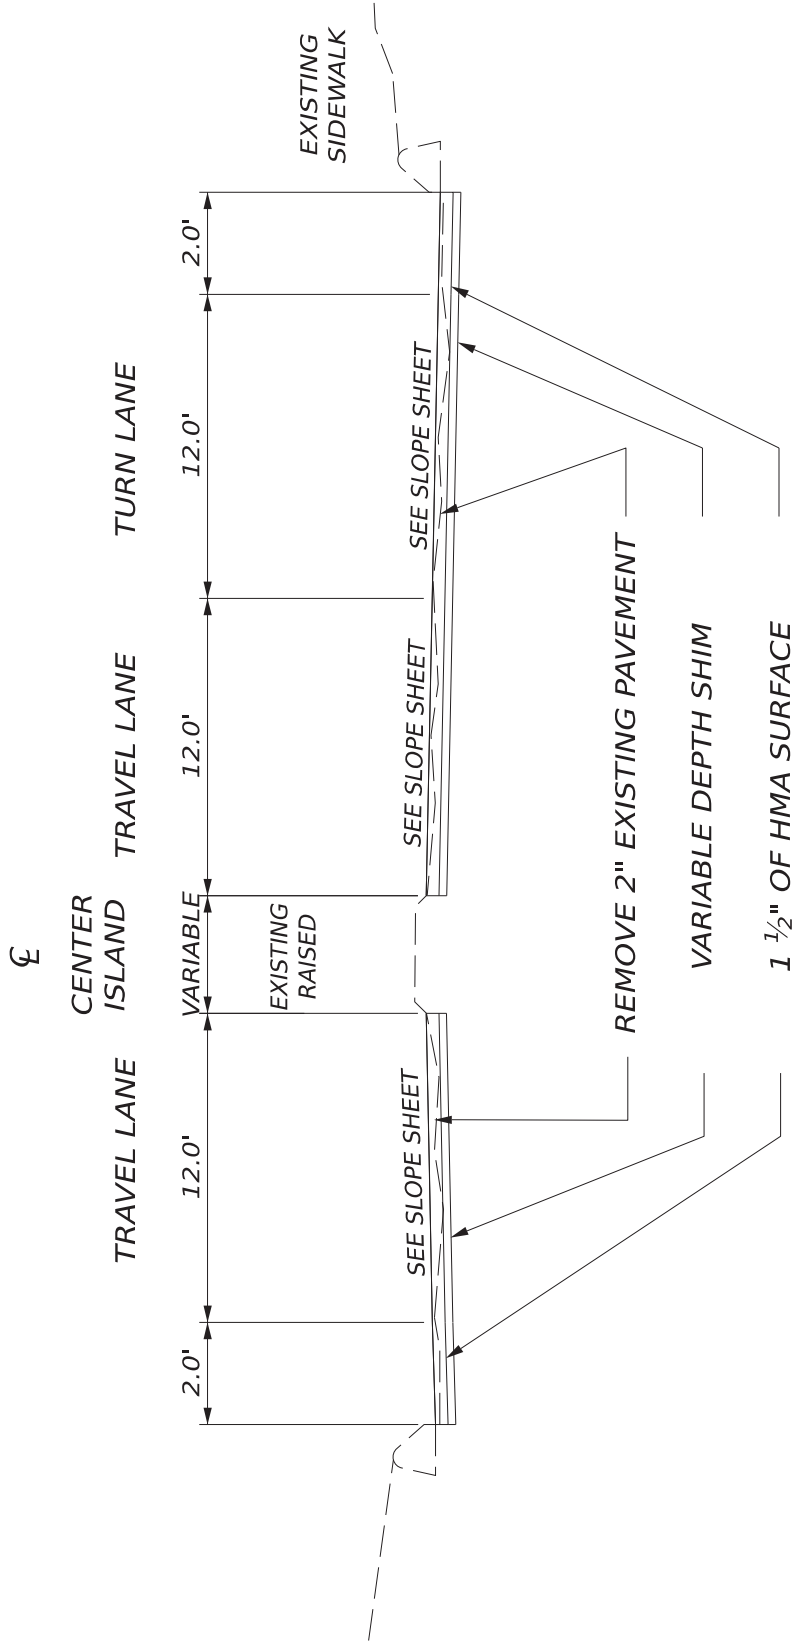 ℄
CENTER
ISLAND
TRAVEL LANE
TRAVEL LANE
TURN LANE
2.0'
12.0'
VARIABLE
12.0'
12.0'
2.0'
EXISTING
RAISED
EXISTING
SIDEWALK
SEE SLOPE SHEET
SEE SLOPE SHEET
SEE SLOPE SHEET
REMOVE 2" EXISTING PAVEMENT
VARIABLE DEPTH SHIM
1 ½" OF HMA SURFACE